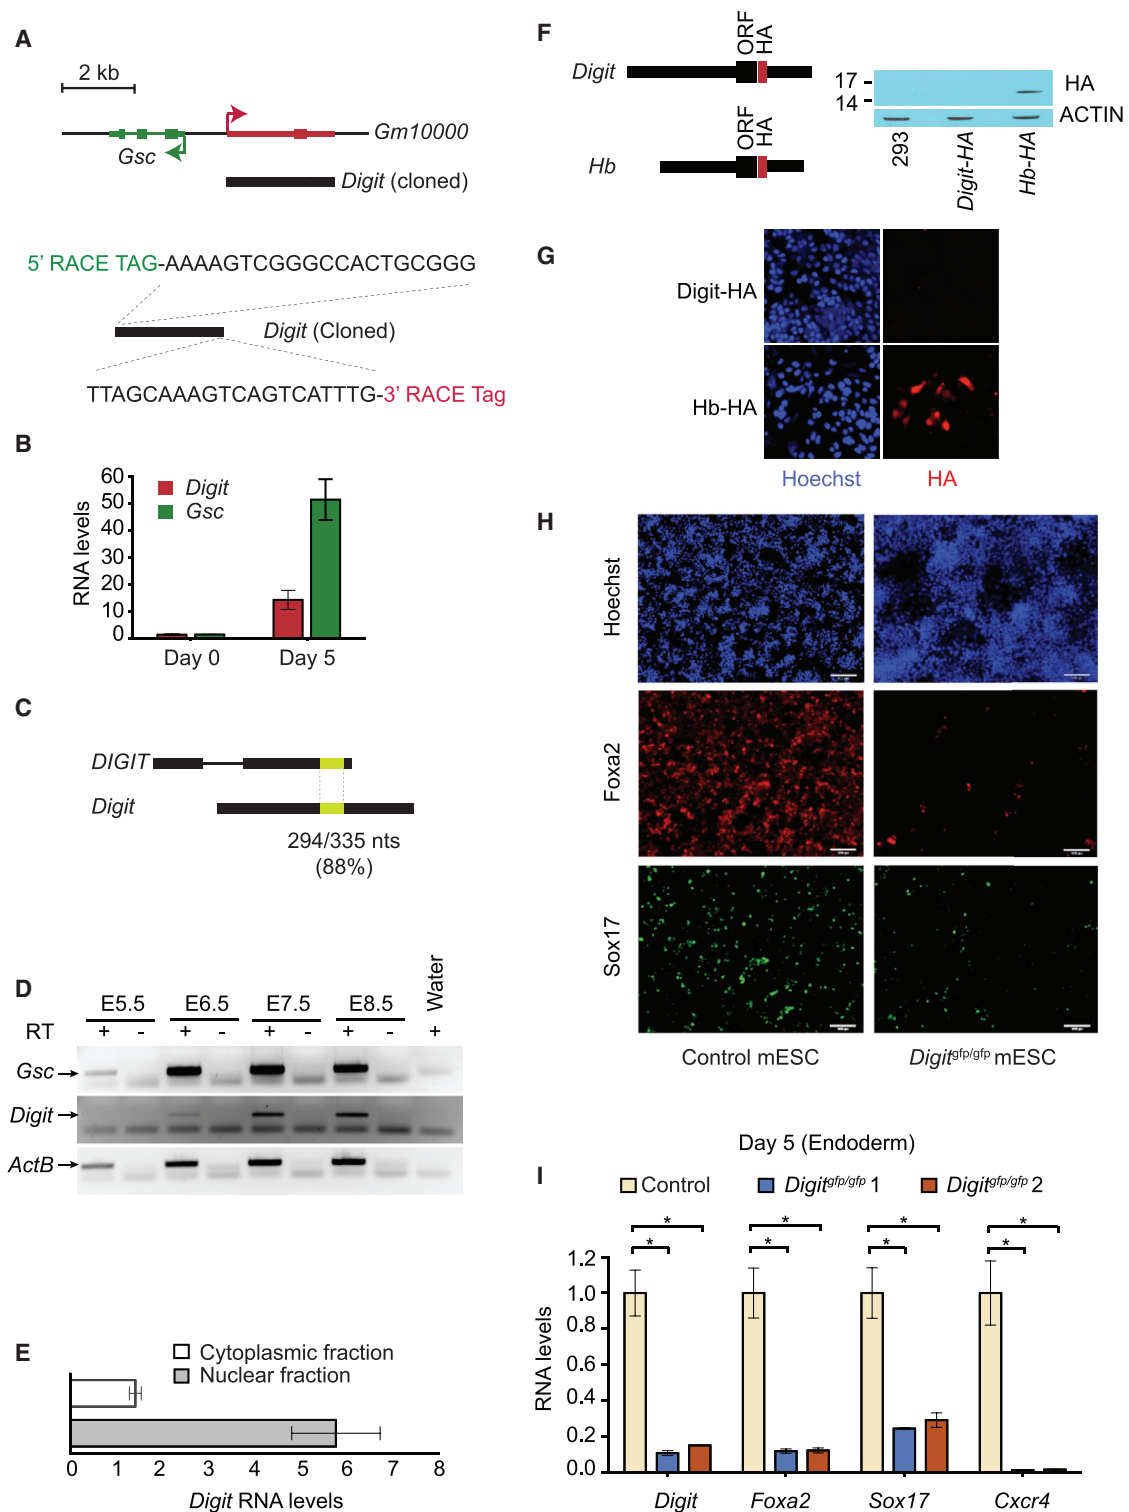 A
2 kb
Gsc
Gm10000
Digit (cloned)
5' RACE TAG-AAAAGTCGGGCCACTGCGGG
Digit (Cloned)
TTAGCAAAGTCAGTCATTTG-3' RACE Tag
B
RNA levels
60
50
40
30
20
10
0
Digit
Gsc
Day 0
Day 5
C
DIGIT
Digit
294/335 nts
(88%)
D
E5.5 E6.5 E7.5 E8.5 Water
RT + - + - + - + - +
Gsc
Digit
ActB
E
Cytoplasmic fraction
Nuclear fraction
0 1 2 3 4 5 6 7 8
Digit RNA levels
F
Digit
ORF
HA
Hb
ORF
HA
17
14
HA
ACTIN
293
Digit-HA
Hb-HA
G
Digit-HA
Hb-HA
Hoechst
HA
H
Hoechst
Foxa2
Sox17
Control mESC
Digitgfp/gfp mESC
Day 5 (Endoderm)
I
Control
Digitgfp/gfp 1
Digitgfp/gfp 2
* * * *
* * * *
RNA levels
1.2
1.0
0.8
0.6
0.4
0.2
0.0
Digit Foxa2 Sox17 Cxcr4